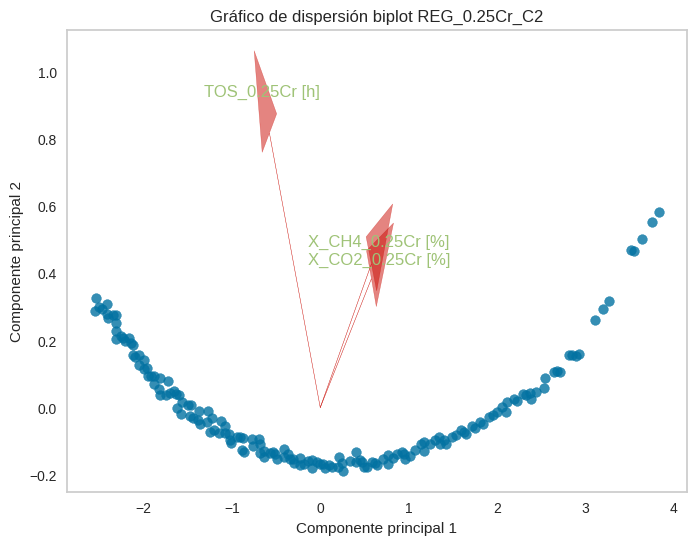 Gráfico de dispersión biplot REG_0.25Cr_C2
Componente principal 2
1.0
0.8
0.6
0.4
0.2
0.0
−0.2
TOS_0.25Cr [h]
X_CH4_0.25Cr [%]
X_CO2_0.25Cr [%]
−2
−1
0
1
2
3
4
Componente principal 1